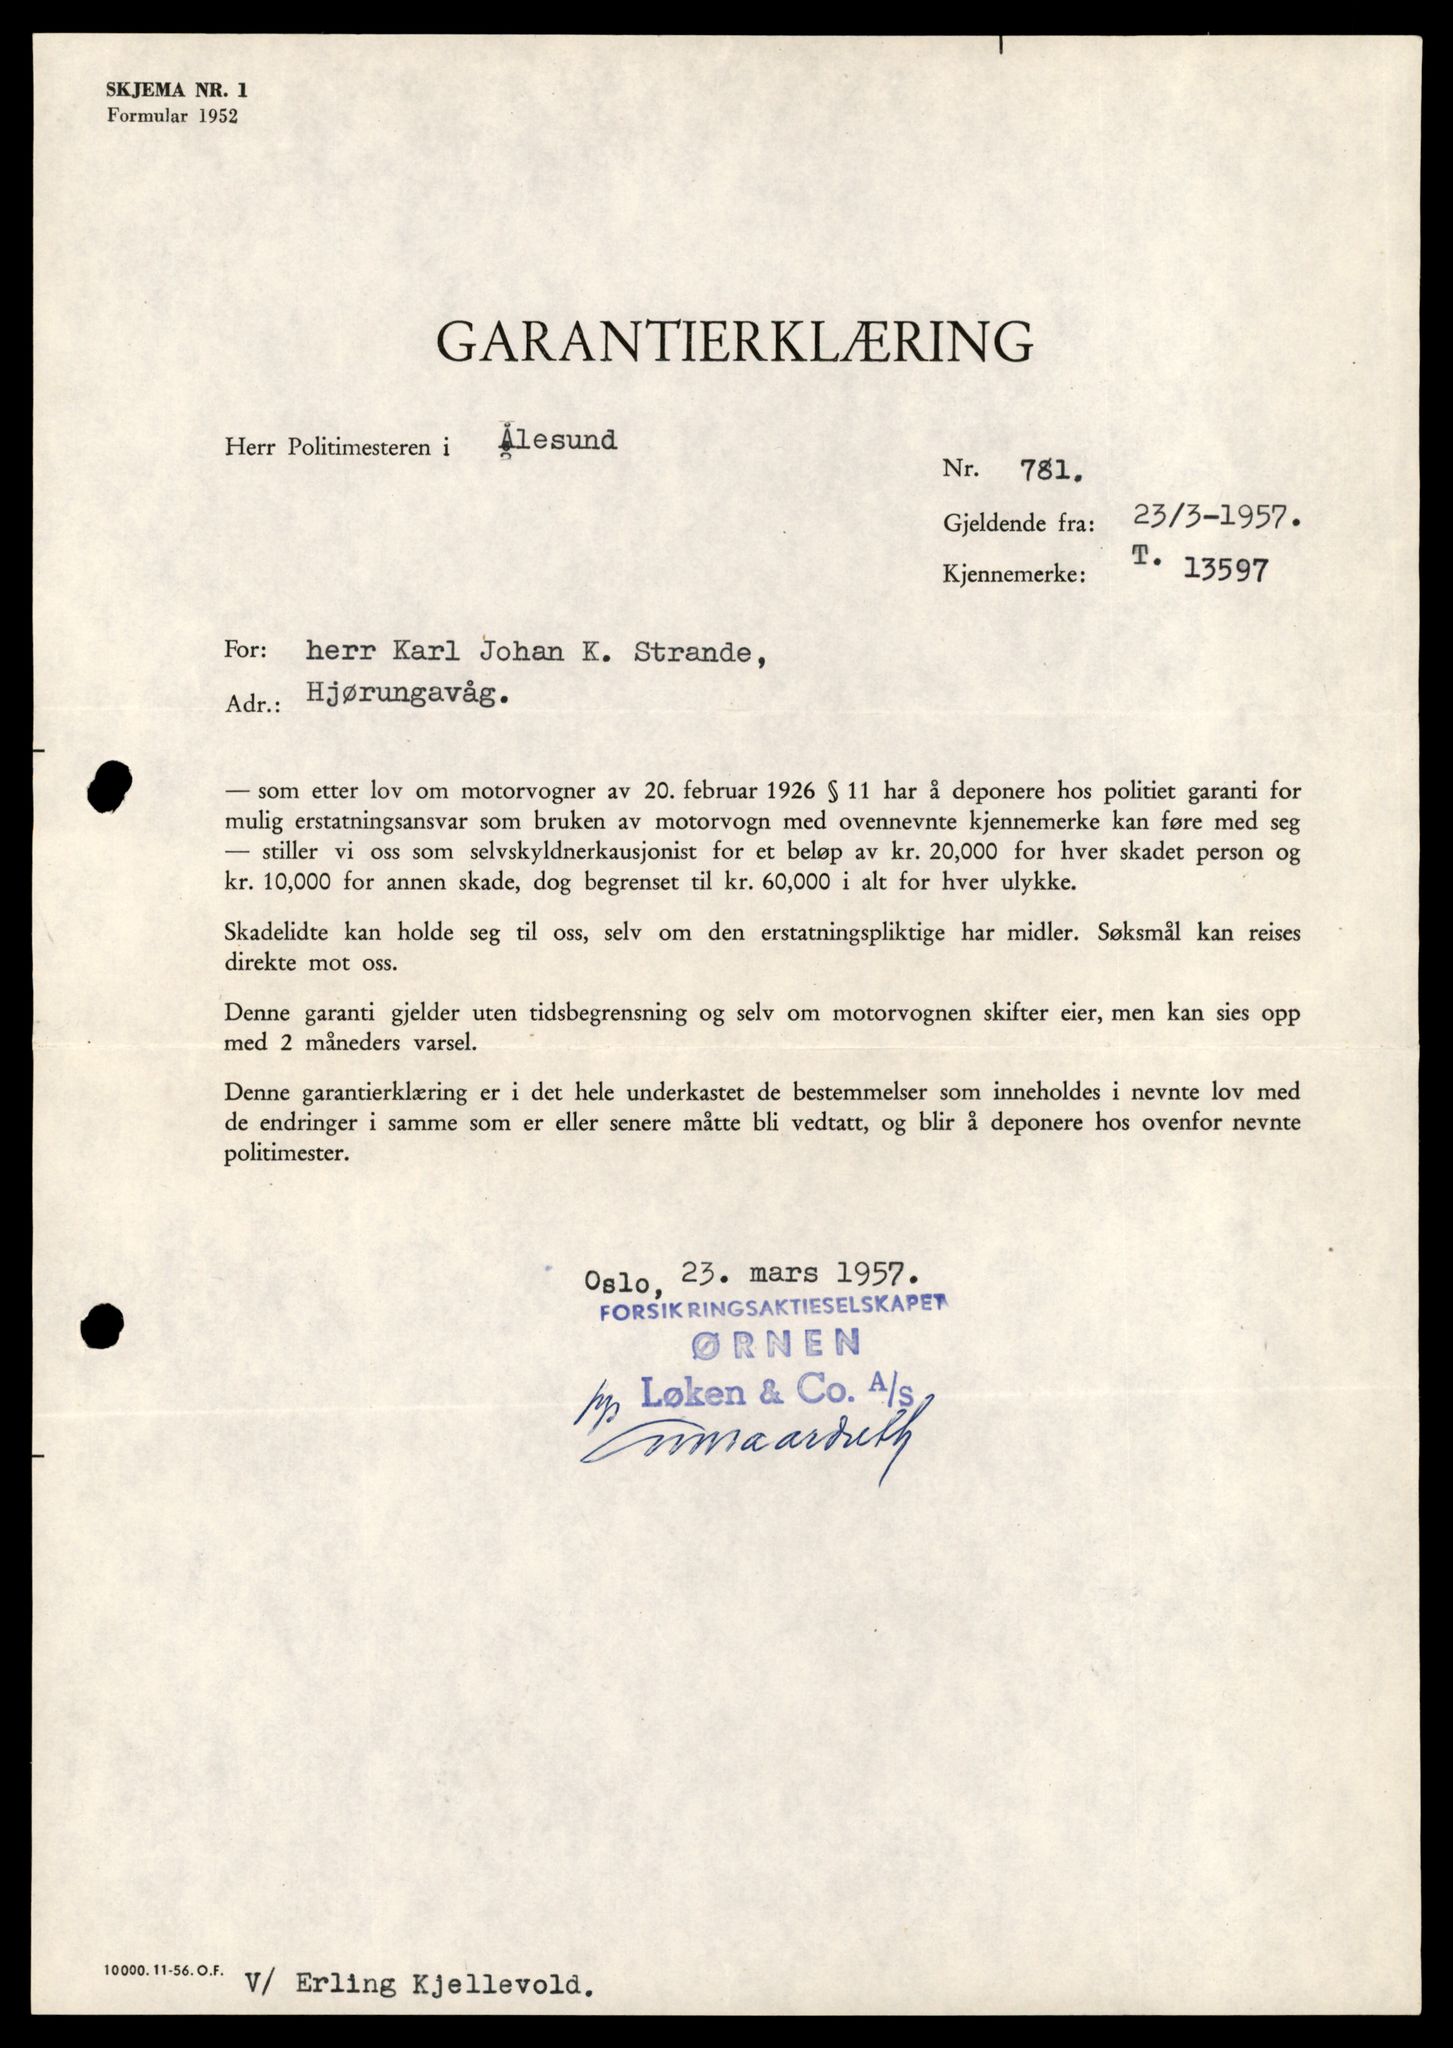 SKJEMA NR. 1
Formular 1952
GARANTIERKLÆRING
Herr Politimesteren i Ålesund
Nr. 781.
Gjeldende fra: 23/3-1957.
Kjennemerke: T. 13597
For: herr Karl Johan K. Strande,
Adr.: Hjørungavåg.
— som etter lov om motorvogner av 20. februar 1926 § 11 har å deponere hos politiet garanti for
mulig erstatningsansvar som bruken av motorvogn med ovennevnte kjennemerke kan føre med seg
— stiller vi oss som selvskyldnerkausjonist for et beløp av kr. 20,000 for hver skadet person og
kr. 10,000 for annen skade, dog begrenset til kr. 60,000 i alt for hver ulykke.
Skadelidte kan holde seg til oss, selv om den erstatningspliktige har midler. Søksmål kan reises
direkte mot oss.
Denne garanti gjelder uten tidsbegrensning og selv om motorvognen skifter eier, men kan sies opp
med 2 måneders varsel.
Denne garantierklæring er i det hele underkastet de bestemmelser som inneholdes i nevnte lov med
de endringer i samme som er eller senere måtte bli vedtatt, og blir å deponere hos ovenfor nevnte
politimester.
Oslo, 23. mars 1957.
FORSIKRINGSAKTIESELSKAPET
ØRNEN
pp Løken & Co. A/s
10000. 11-56. O.F. V/ Erling Kjellevold.